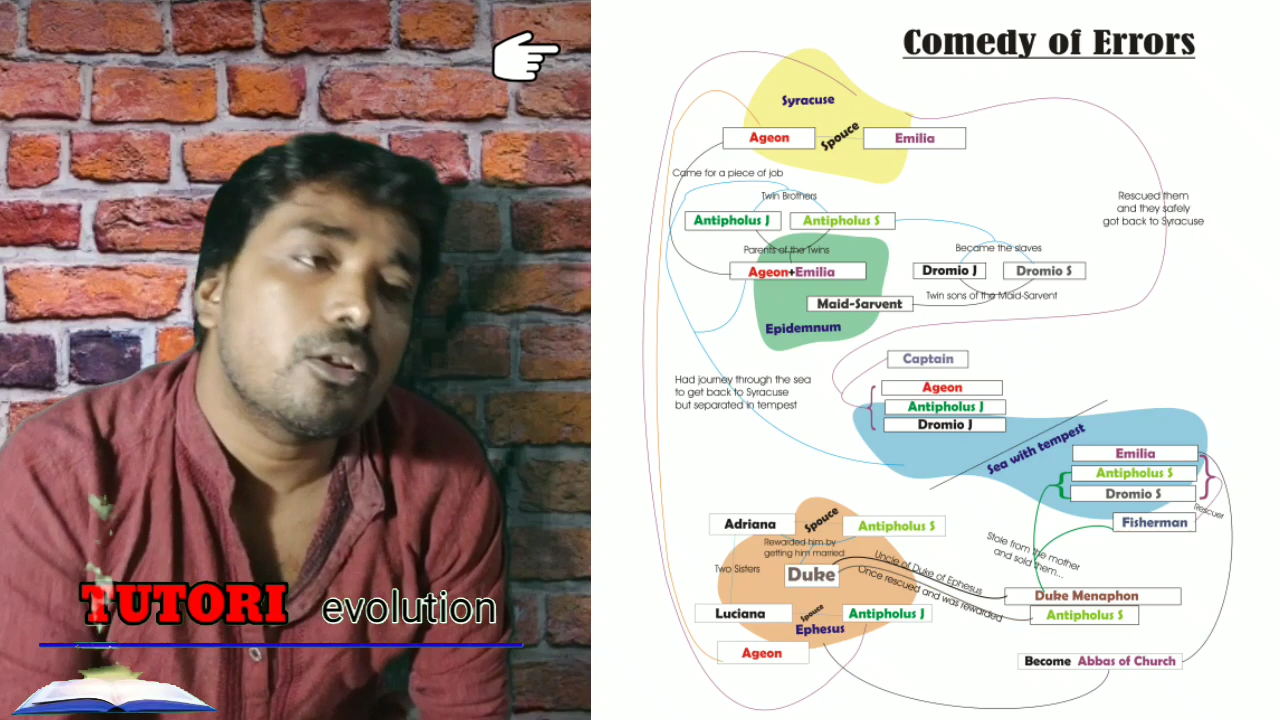 Comedy of Errors
Syracuse
Ageon
Spouce
Emilia
Came for a piece of job
Twin Brothers
Antipholus J
Antipholus S
Rescued them
and they safely
got back to Syracuse
Parents of the Twins
Became the slaves
Ageon+Emilia
Dromio J
Dromio S
Twin sons of the Maid-Sarvent
Maid-Sarvent
Epidemnum
Captain
Had journey through the sea
to get back to Syracuse
but separated in tempest
Ageon
Antipholus J
Dromio J
Sea with tempest
Emilia
Antipholus S
Dromio S
Rescuer
Fisherman
Adriana
Spouce
Antipholus S
Rewarded him by
getting him married
Stole from the mother
and sold them...
Two Sisters
Duke
Uncle of Duke of Ephesus
Once rescued and was rewarded
Duke Menaphon
Antipholus S
Luciana
Spouce
Antipholus J
Ephesus
Ageon
Become Abbas of Church
TUTORI evolution